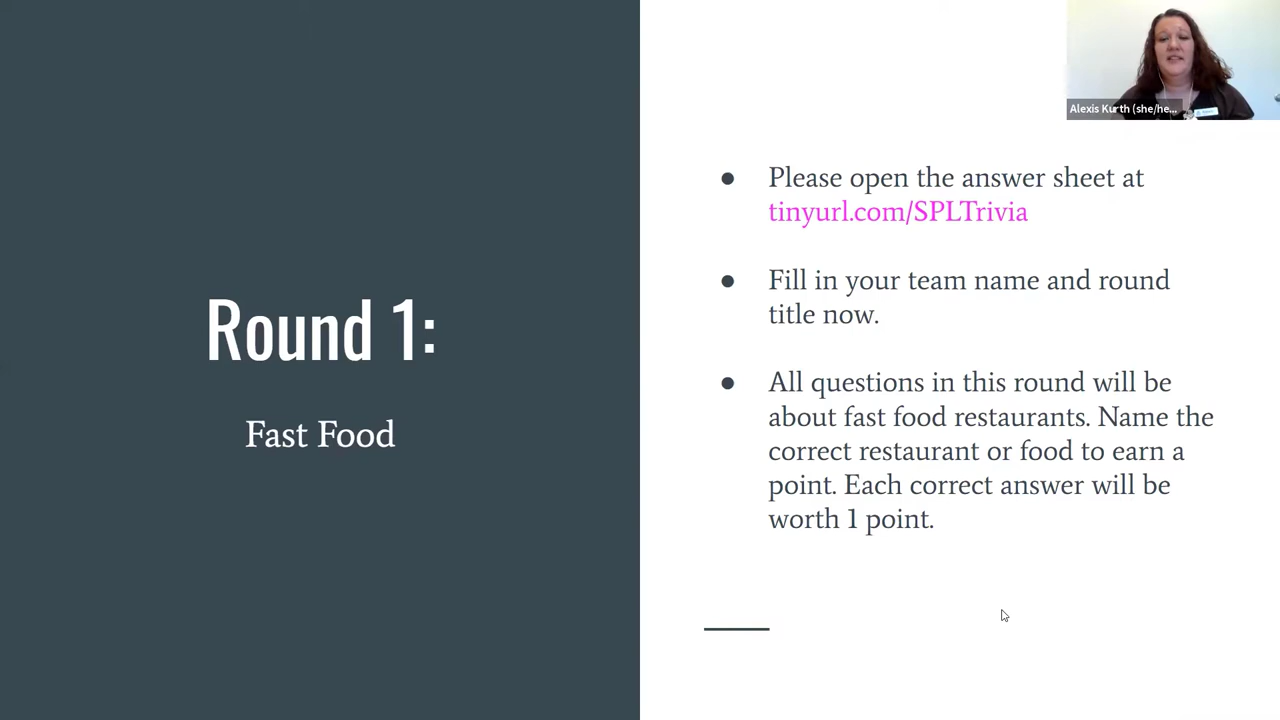 Round 1:
Fast Food
Alexis Kurth (she/he...
● Please open the answer sheet at
tinyurl.com/SPLTrivia
● Fill in your team name and round
title now.
● All questions in this round will be
about fast food restaurants. Name the
correct restaurant or food to earn a
point. Each correct answer will be
worth 1 point.